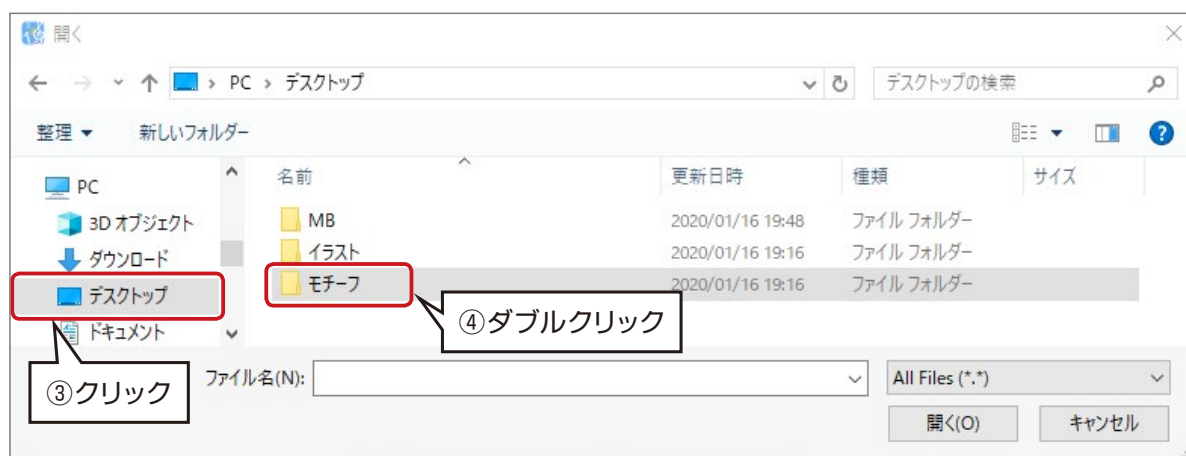 開く
PC > デスクトップ
デスクトップの検索
整理 新しいフォルダー
名前 更新日時 種類 サイズ
PC
3D オブジェクト
ダウンロード
デスクトップ
ドキュメント
MB 2020/01/16 19:48 ファイル フォルダー
イラスト 2020/01/16 19:16 ファイル フォルダー
モチーフ 2020/01/16 19:16 ファイル フォルダー
④ダブルクリック
③クリック
ファイル名(N): All Files (*.*)
開く(O) キャンセル